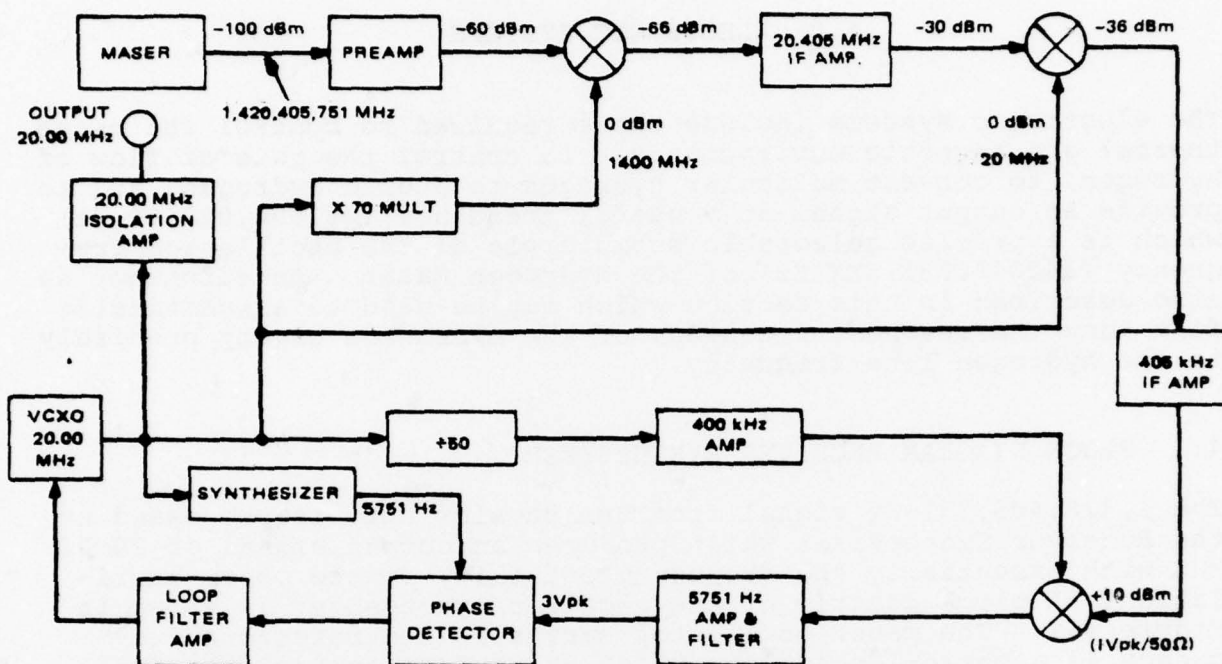 MASER
-100 dBm
PREAMP
-60 dBm
-66 dBm
20.405 MHz
IF AMP.
-30 dBm
-36 dBm
1,420,405,751 MHz
OUTPUT
20.00 MHz
0 dBm
1400 MHz
0 dBm
20 MHz
20.00 MHz
ISOLATION
AMP
X 70 MULT
405 kHz
IF AMP
VCXO
20.00
MHz
÷50
400 kHz
AMP
SYNTHESIZER
5751 Hz
LOOP
FILTER
AMP
PHASE
DETECTOR
3Vpk
5751 Hz
AMP &
FILTER
+10 dBm
(1Vpk/50Ω)